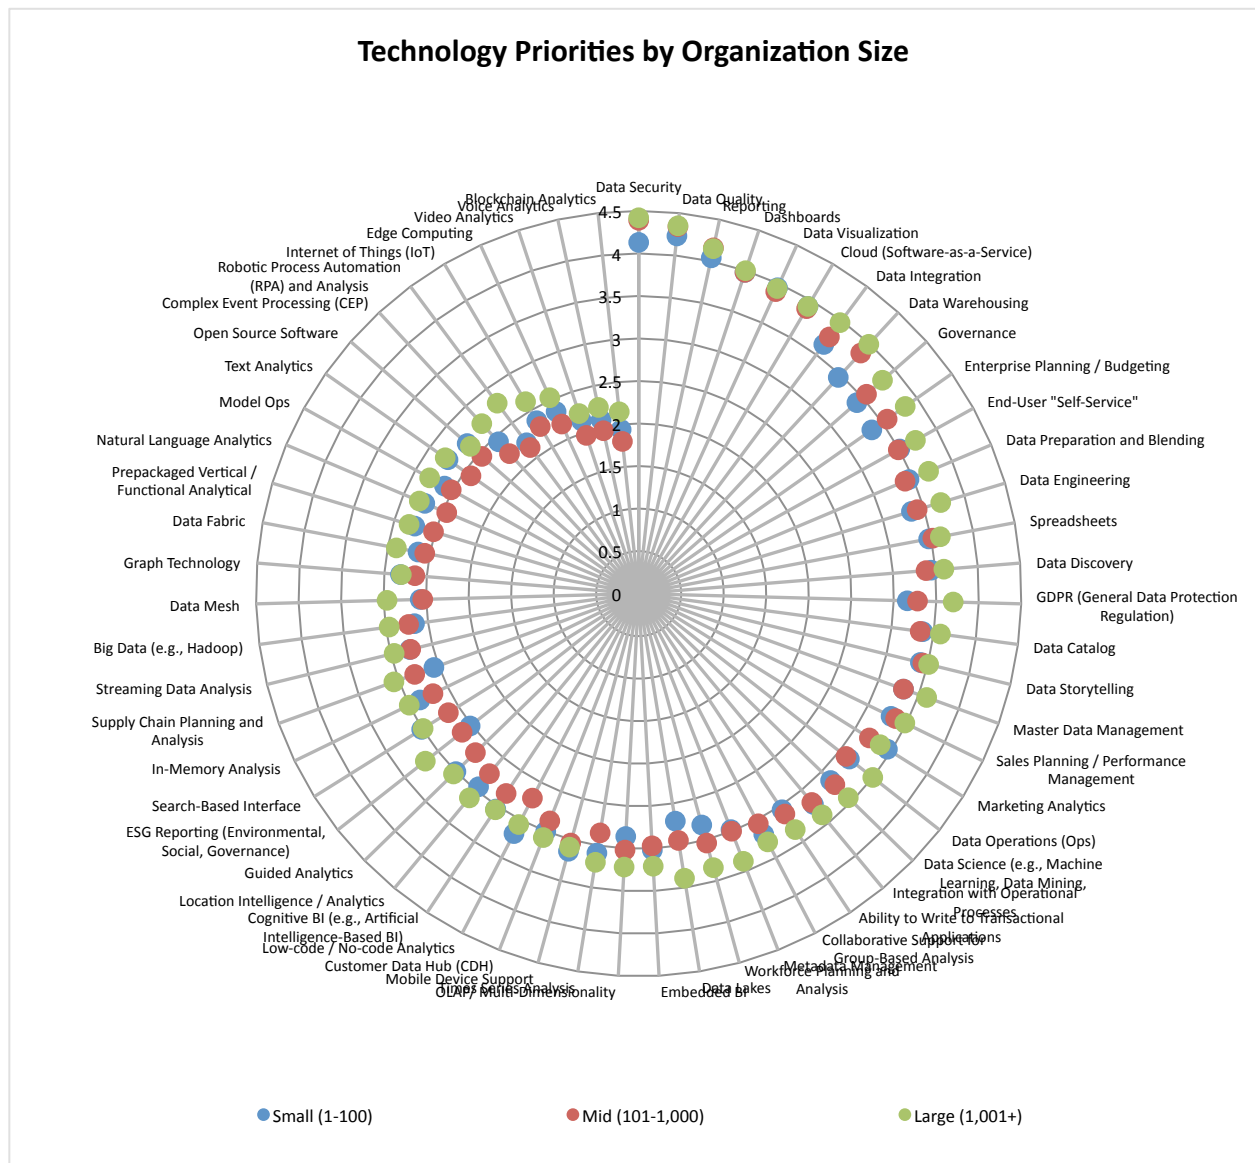 Technology Priorities by Organization Size
Data Security
Data Quality
Reporting
Dashboards
Data Visualization
Cloud (Software-as-a-Service)
Data Integration
Data Warehousing
Governance
Enterprise Planning / Budgeting
End-User "Self-Service"
Data Preparation and Blending
Data Engineering
Spreadsheets
Data Discovery
GDPR (General Data Protection
Regulation)
Data Catalog
Data Storytelling
Master Data Management
Sales Planning / Performance
Management
Marketing Analytics
Data Operations (Ops)
Data Science (e.g., Machine
Learning, Data Mining,
Integration with Operational
Processes
Ability to Write to Transactional
Applications
Collaborative Support for
Group-Based Analysis
Metadata Management
Workforce Planning and
Analysis
Data Lakes
Embedded BI
OLAP/ Multi-Dimensionality
Times Series Analysis
Mobile Device Support
Customer Data Hub (CDH)
Low-code / No-code Analytics
Cognitive BI (e.g., Artificial
Intelligence-Based BI)
Location Intelligence / Analytics
Guided Analytics
ESG Reporting (Environmental,
Social, Governance)
Search-Based Interface
In-Memory Analysis
Supply Chain Planning and
Analysis
Streaming Data Analysis
Big Data (e.g., Hadoop)
Data Mesh
Graph Technology
Data Fabric
Prepackaged Vertical /
Functional Analytical
Natural Language Analytics
Model Ops
Text Analytics
Open Source Software
Complex Event Processing (CEP)
Robotic Process Automation
(RPA) and Analysis
Internet of Things (IoT)
Edge Computing
Video Analytics
Voice Analytics
Blockchain Analytics
4.5
4
3.5
3
2.5
2
1.5
1
0.5
0
Small (1-100)
Mid (101-1,000)
Large (1,001+)